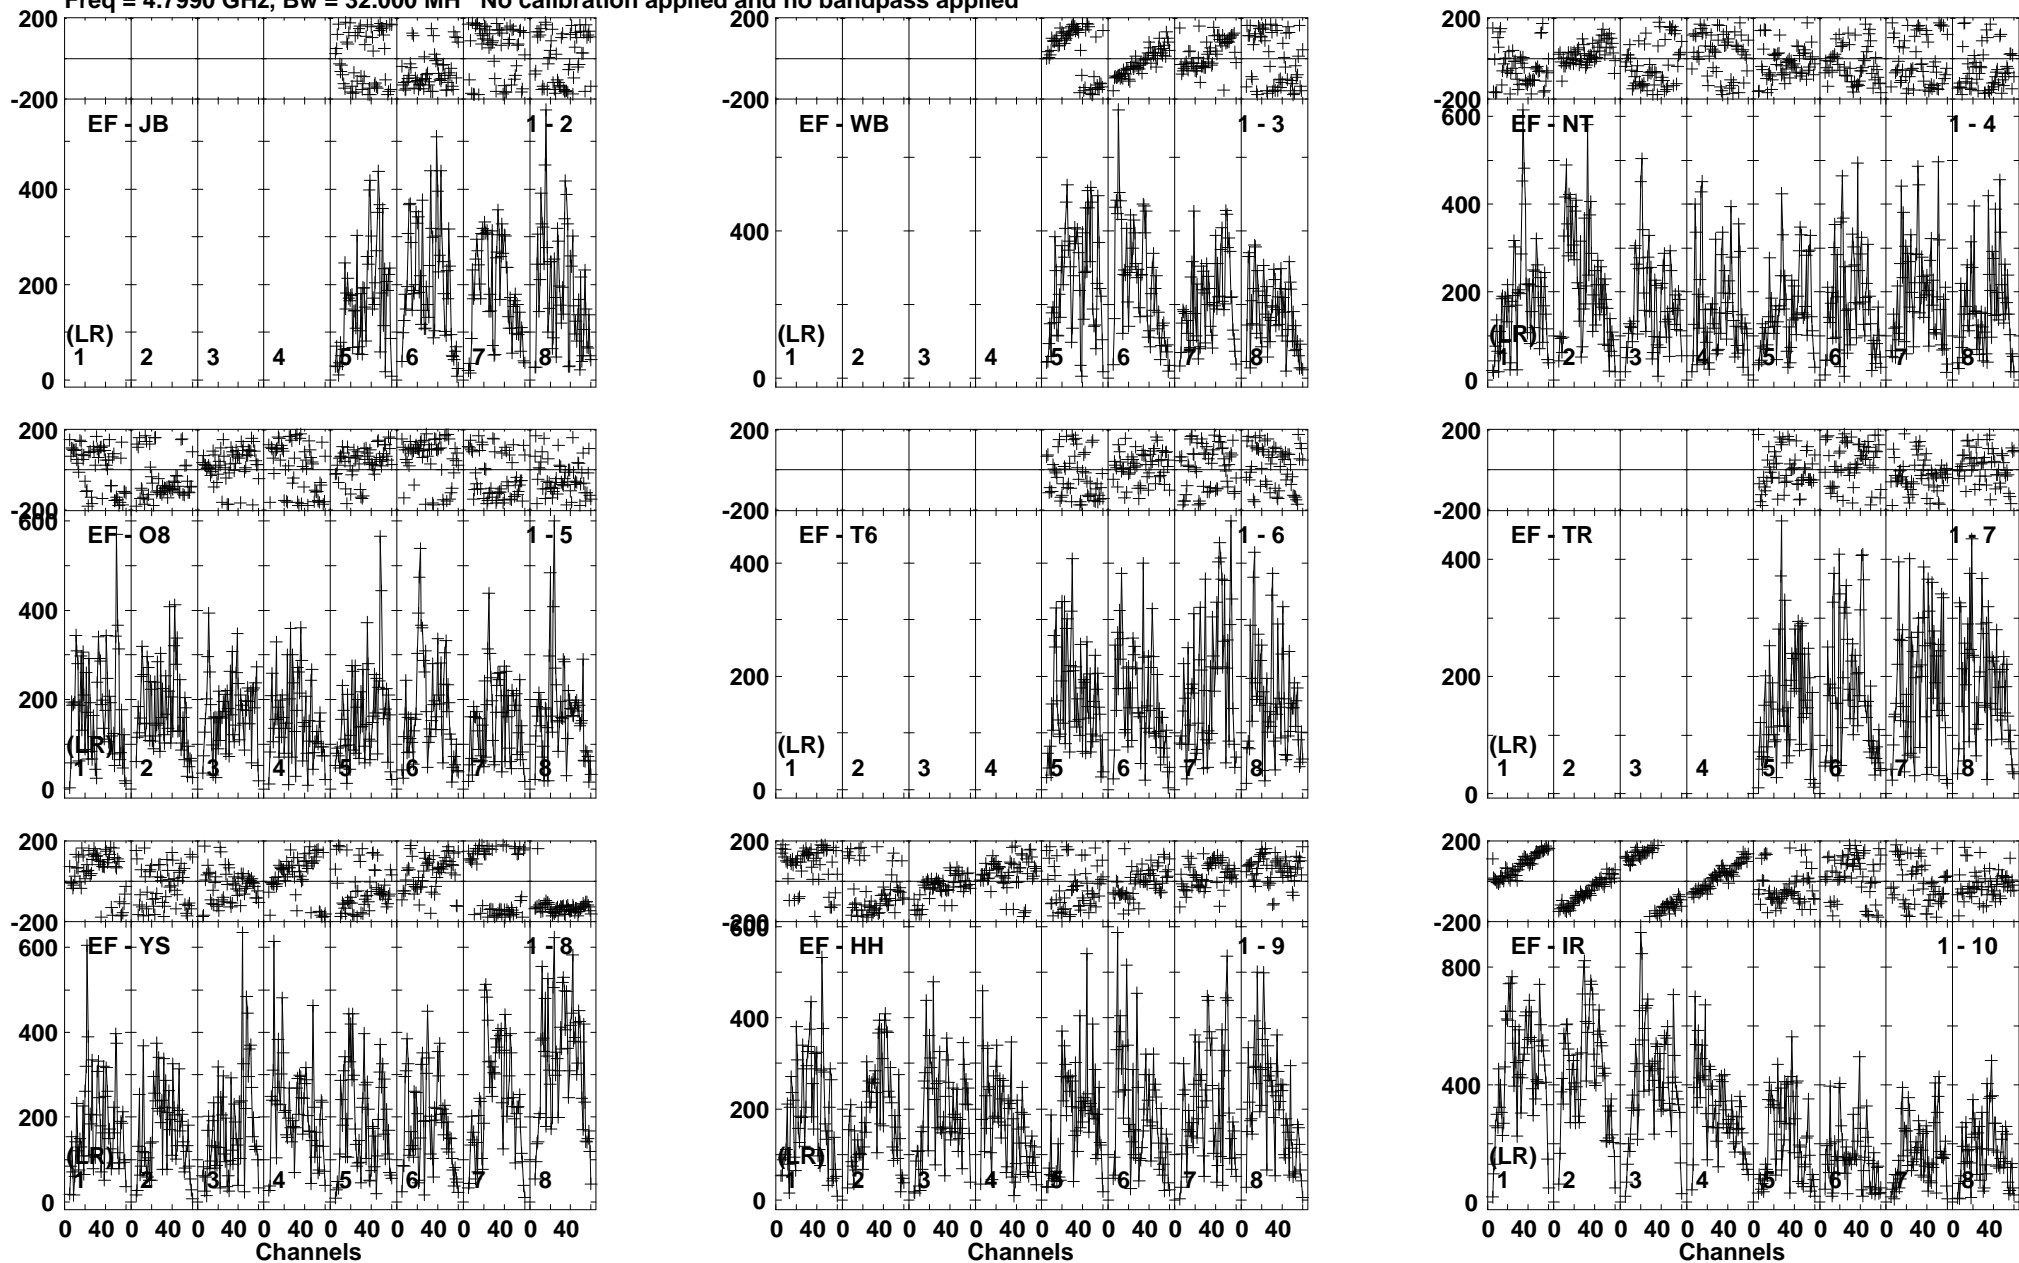 Freq = 4.7990 GHz, Bw = 32.000 MH No calibration applied and no bandpass applied
200 200 200
-200 -200 -200
EF - JB 1 - 2 EF - WB 1 - 3 600 EF - NT 1 - 4
400 400 400
200 200
(LR) (LR) (LR)
1 2 3 4 5 6 7 8 1 2 3 4 5 6 7 8 1 2 3 4 5 6 7 8
0 0 0
200 200 200
-200 -200 -200
600 EF - O8 1 - 5 EF - T6 1 - 6 EF - TR 1 - 7
400 400 400
200 200 200
(LR) (LR) (LR)
1 2 3 4 5 6 7 8 1 2 3 4 5 6 7 8 1 2 3 4 5 6 7 8
0 0 0
200 200 200
-200 -200 -200
600 EF - YS 1 - 8 600 EF - HH 1 - 9 EF - IR 1 - 10
800
400 400 400
200 200
(LR) (LR) (LR)
1 2 3 4 5 6 7 8 1 2 3 4 5 6 7 8 1 2 3 4 5 6 7 8
0 0 0
0 40 0 40 0 40 0 40 0 40 0 40 0 40 0 40 0 40 0 40 0 40 0 40 0 40 0 40 0 40 0 40 0 40 0 40 0 40 0 40 0 40 0 40 0 40 0 40
Channels Channels Channels